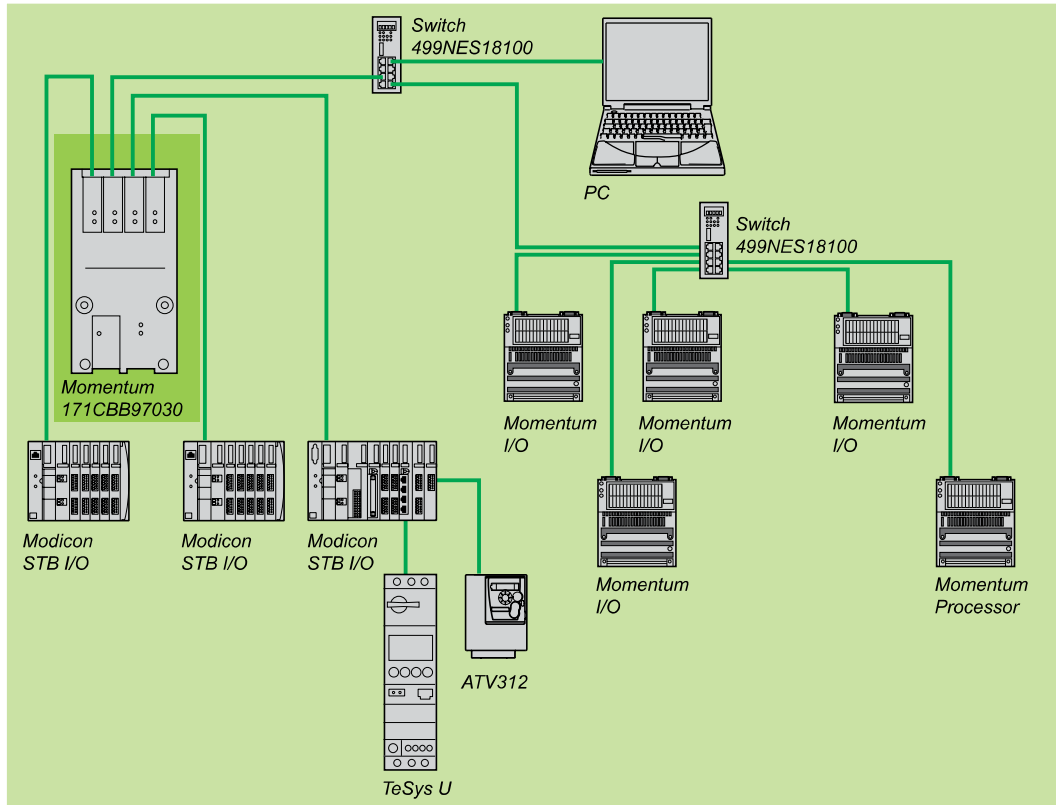 Switch
499NES18100
PC
Switch
499NES18100
Momentum
171CBB97030
Momentum
I/O
Momentum
I/O
Momentum
I/O
Modicon
STB I/O
Modicon
STB I/O
Modicon
STB I/O
Momentum
I/O
Momentum
Processor
ATV312
TeSys U